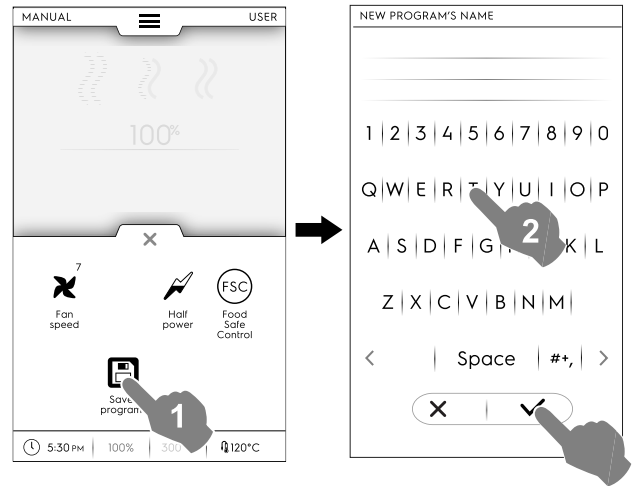 MANUAL USER
100%
7
Fan speed
Half power
FSC
Food Safe Control
Save program
1
5:30 PM 100% 300 120°C
NEW PROGRAM'S NAME
1 2 3 4 5 6 7 8 9 0
Q W E R T Y U I O P
2
A S D F G K L
Z X C V B N M
< Space #+, >